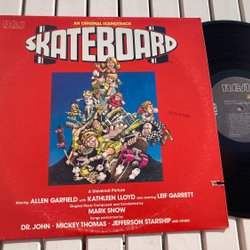 RCA
AN ORIGINAL SOUNDTRACK
SKATEBOARD
A Universal Picture
Starring ALLEN GARFIELD with KATHLEEN LLOYD also starring LEIF GARRETT
Original Music Composed and Conducted by
MARK SNOW
Songs performed by
DR. JOHN • MICKEY THOMAS • JEFFERSON STARSHIP AND OTHERS
RCA